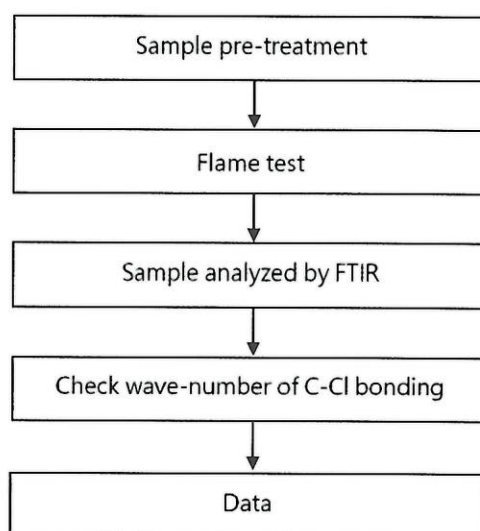 Sample pre-treatment
Flame test
Sample analyzed by FTIR
Check wave-number of C-Cl bonding
Data